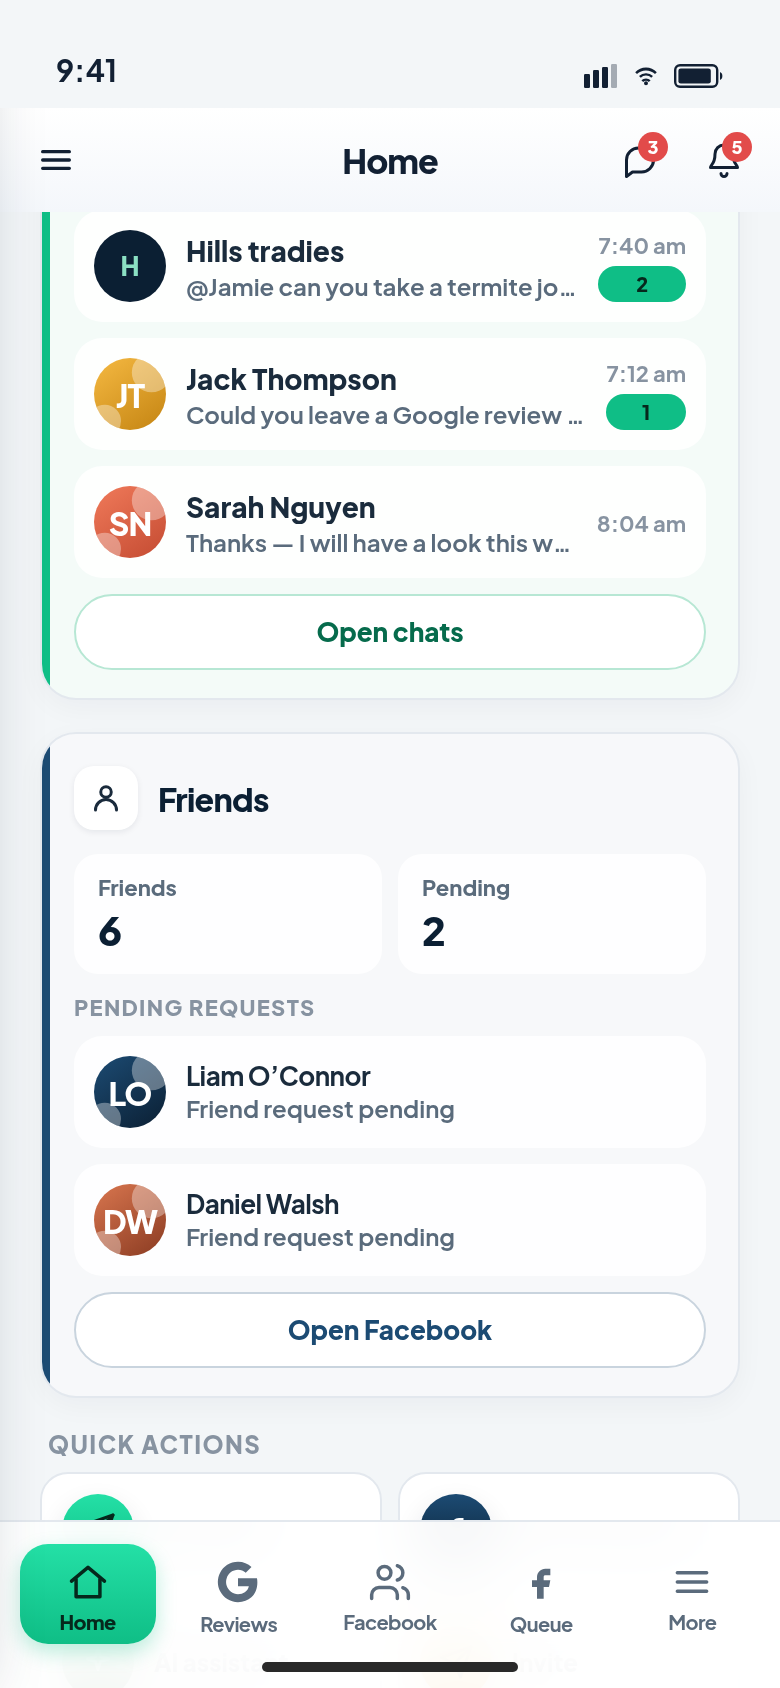 9:41
Home
3
5
H
Hills tradies
7:40 am
@Jamie can you take a termite jo...
2
JT
Jack Thompson
7:12 am
Could you leave a Google review ...
1
SN
Sarah Nguyen
Thanks — I will have a look this w...
8:04 am
Open chats
Friends
Friends
Pending
6
2
PENDING REQUESTS
LO
Liam O’Connor
Friend request pending
DW
Daniel Walsh
Friend request pending
Open Facebook
QUICK ACTIONS
Home
Reviews
Facebook
Queue
More